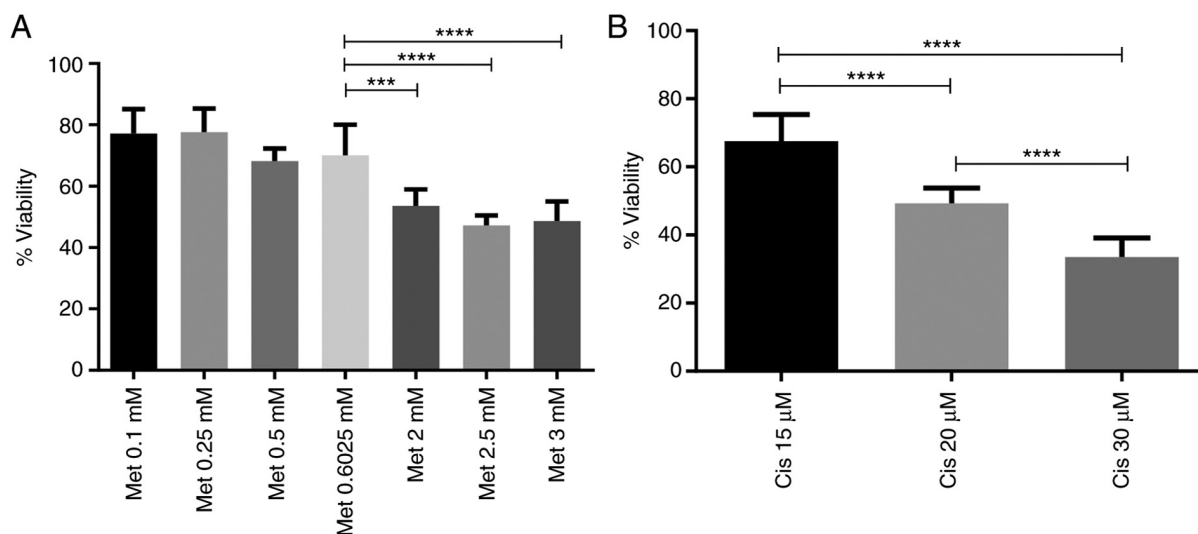 A
****
****
***
% Viability
100
80
60
40
20
0
Met 0.1 mM
Met 0.25 mM
Met 0.5 mM
Met 0.6025 mM
Met 2 mM
Met 2.5 mM
Met 3 mM
B
****
****
****
% Viability
100
80
60
40
20
0
Cis 15 μM
Cis 20 μM
Cis 30 μM